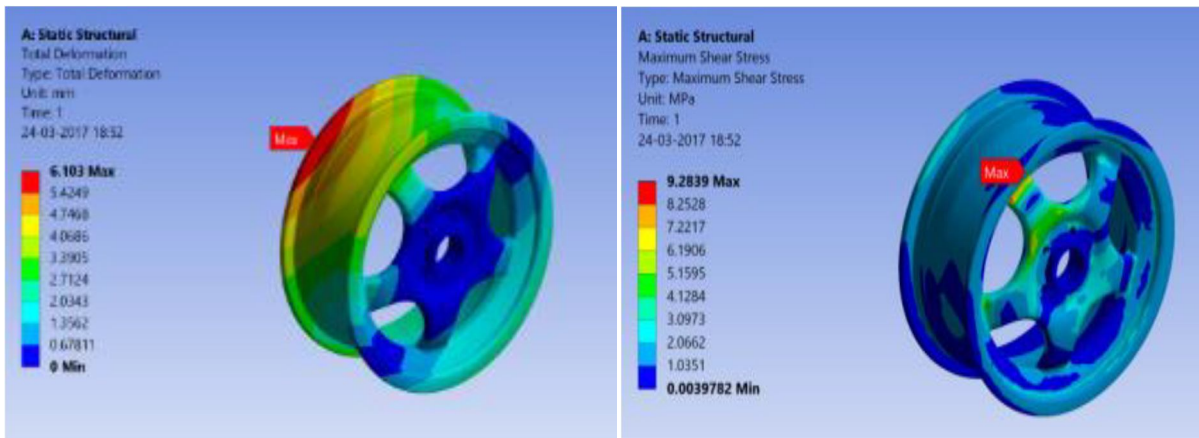 A: Static Structural
Total Deformation
Type: Total Deformation
Unit: mm
Time: 1
24-03-2017 18:52
Max
6.103 Max
5.4249
4.7468
4.0686
3.3905
2.7124
2.0343
1.3562
0.67811
0 Min
A: Static Structural
Maximum Shear Stress
Type: Maximum Shear Stress
Unit: MPa
Time: 1
24-03-2017 18:52
Max
9.2839 Max
8.2528
7.2217
6.1906
5.1595
4.1284
3.0973
2.0662
1.0351
0.0039782 Min